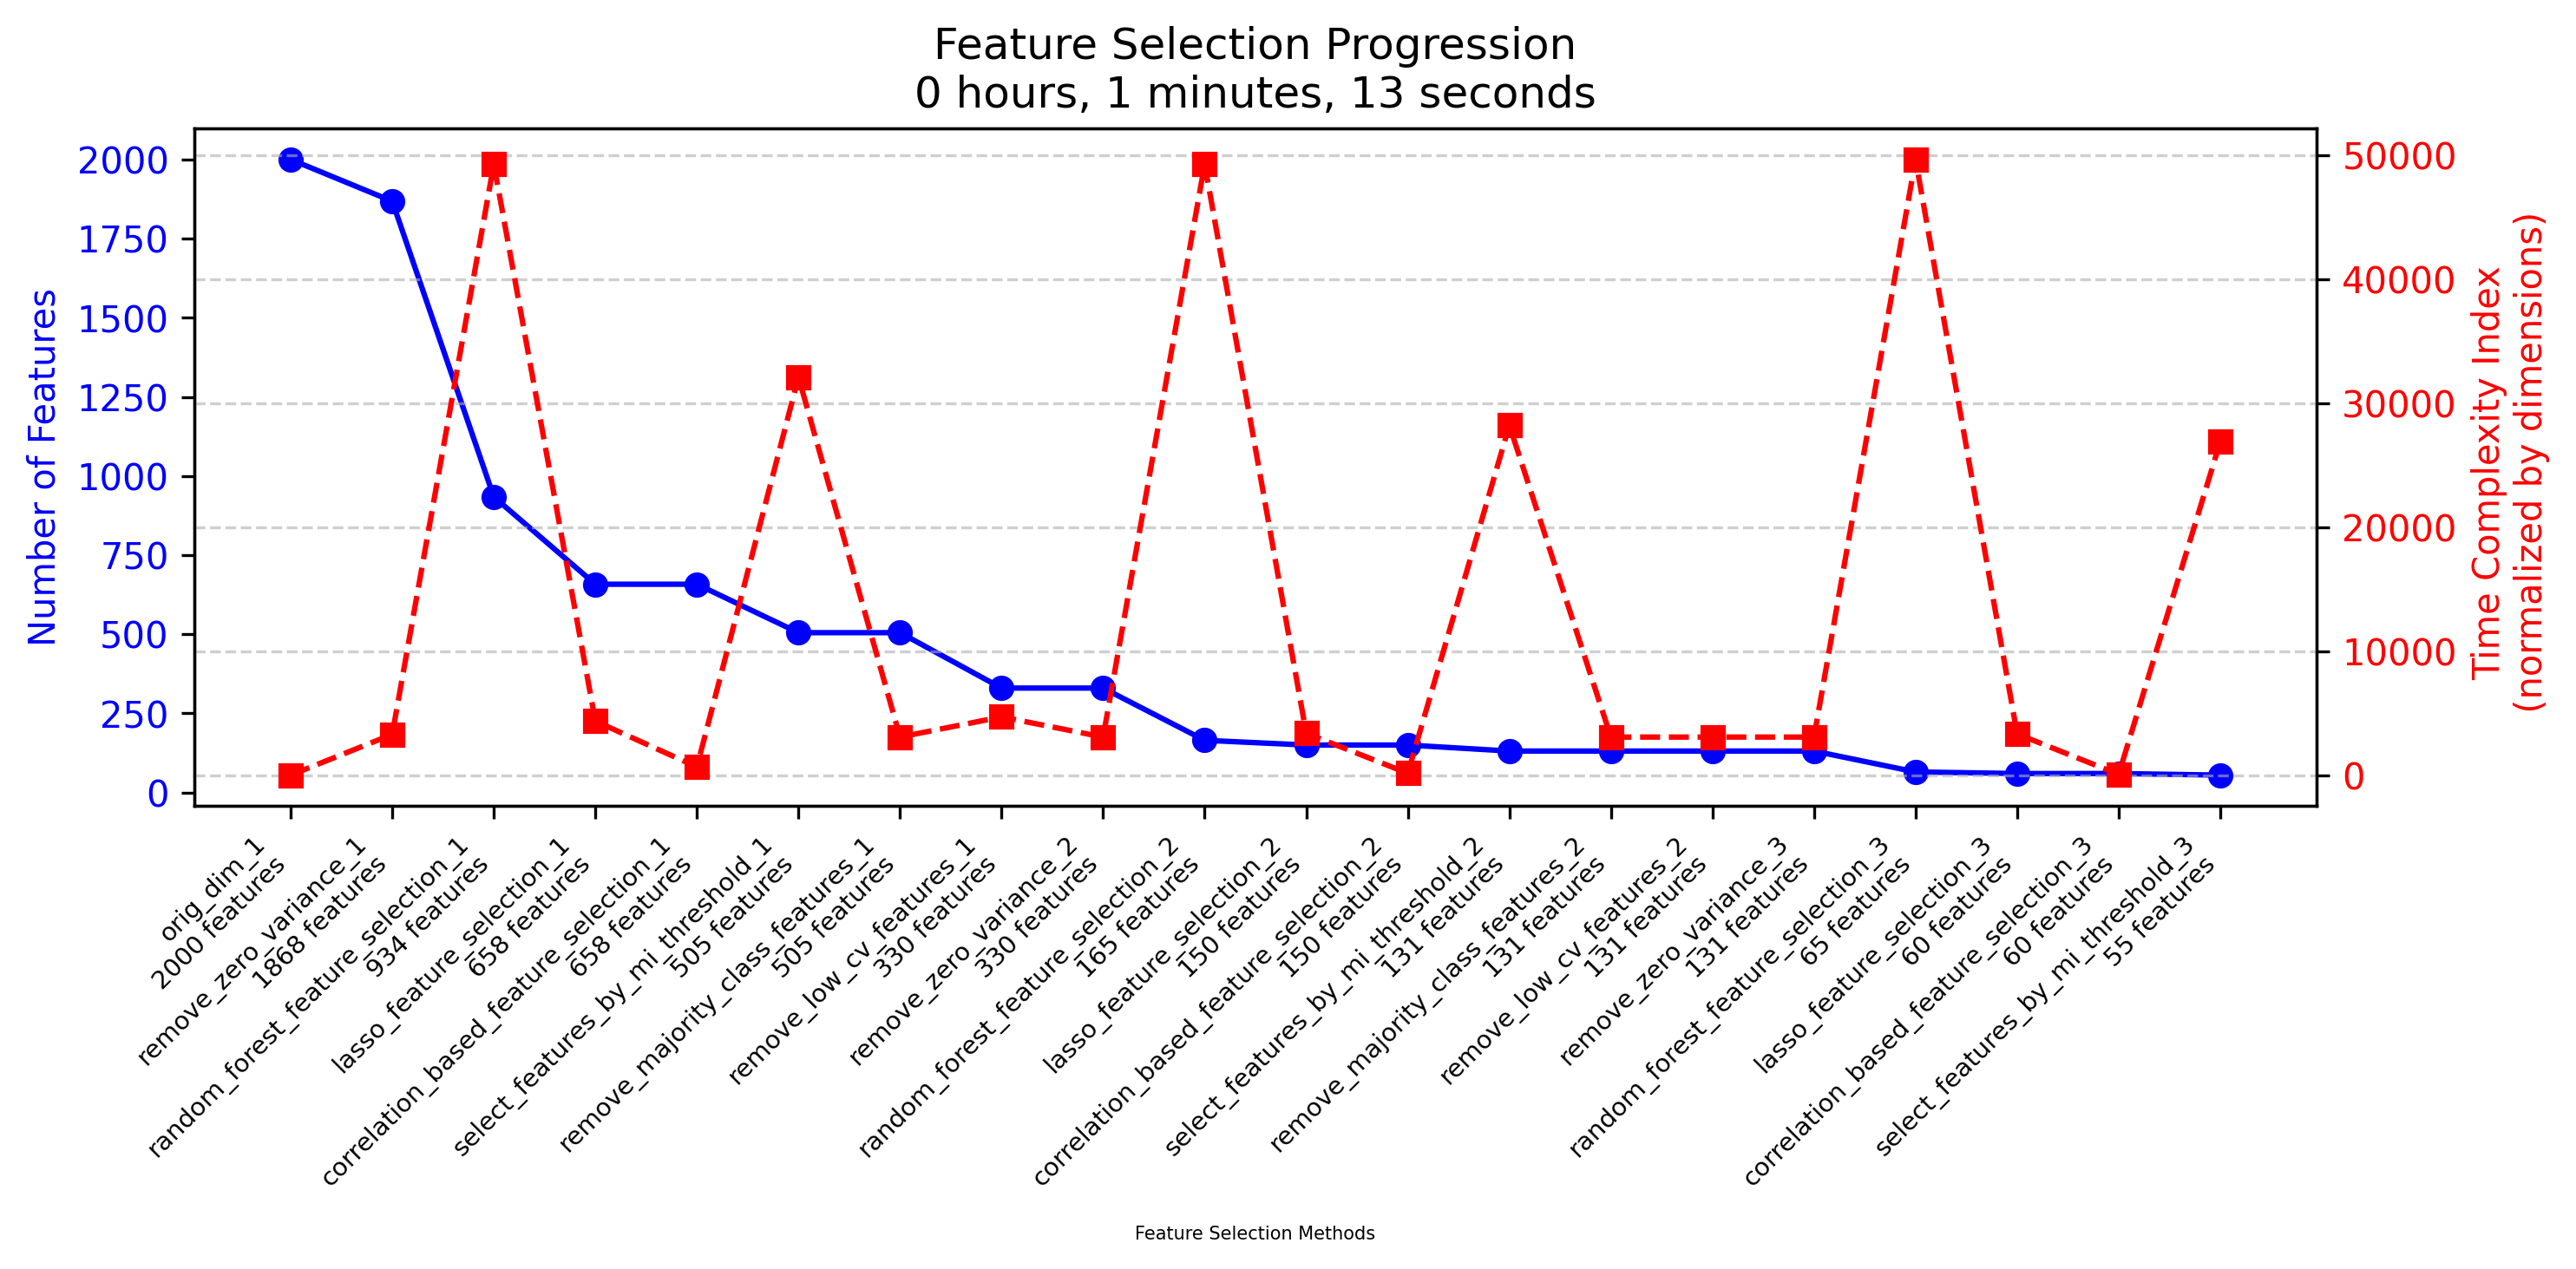 Feature Selection Progression
0 hours, 1 minutes, 13 seconds
Number of Features
2000
1750
1500
1250
1000
750
500
250
0
50000
40000
30000
20000
10000
0
Time Complexity Index
(normalized by dimensions)
orig_dim_1
2000 features
remove_zero_variance_1
1868 features
random_forest_feature_selection_1
934 features
lasso_feature_selection_1
658 features
correlation_based_feature_selection_1
658 features
select_features_by_mi_threshold_1
505 features
remove_majority_class_features_1
505 features
remove_low_cv_features_1
330 features
remove_zero_variance_2
330 features
random_forest_feature_selection_2
165 features
lasso_feature_selection_2
150 features
correlation_based_feature_selection_2
150 features
select_features_by_mi_threshold_2
131 features
remove_majority_class_features_2
131 features
remove_low_cv_features_2
131 features
remove_zero_variance_3
131 features
random_forest_feature_selection_3
65 features
lasso_feature_selection_3
60 features
correlation_based_feature_selection_3
60 features
select_features_by_mi_threshold_3
55 features
Feature Selection Methods